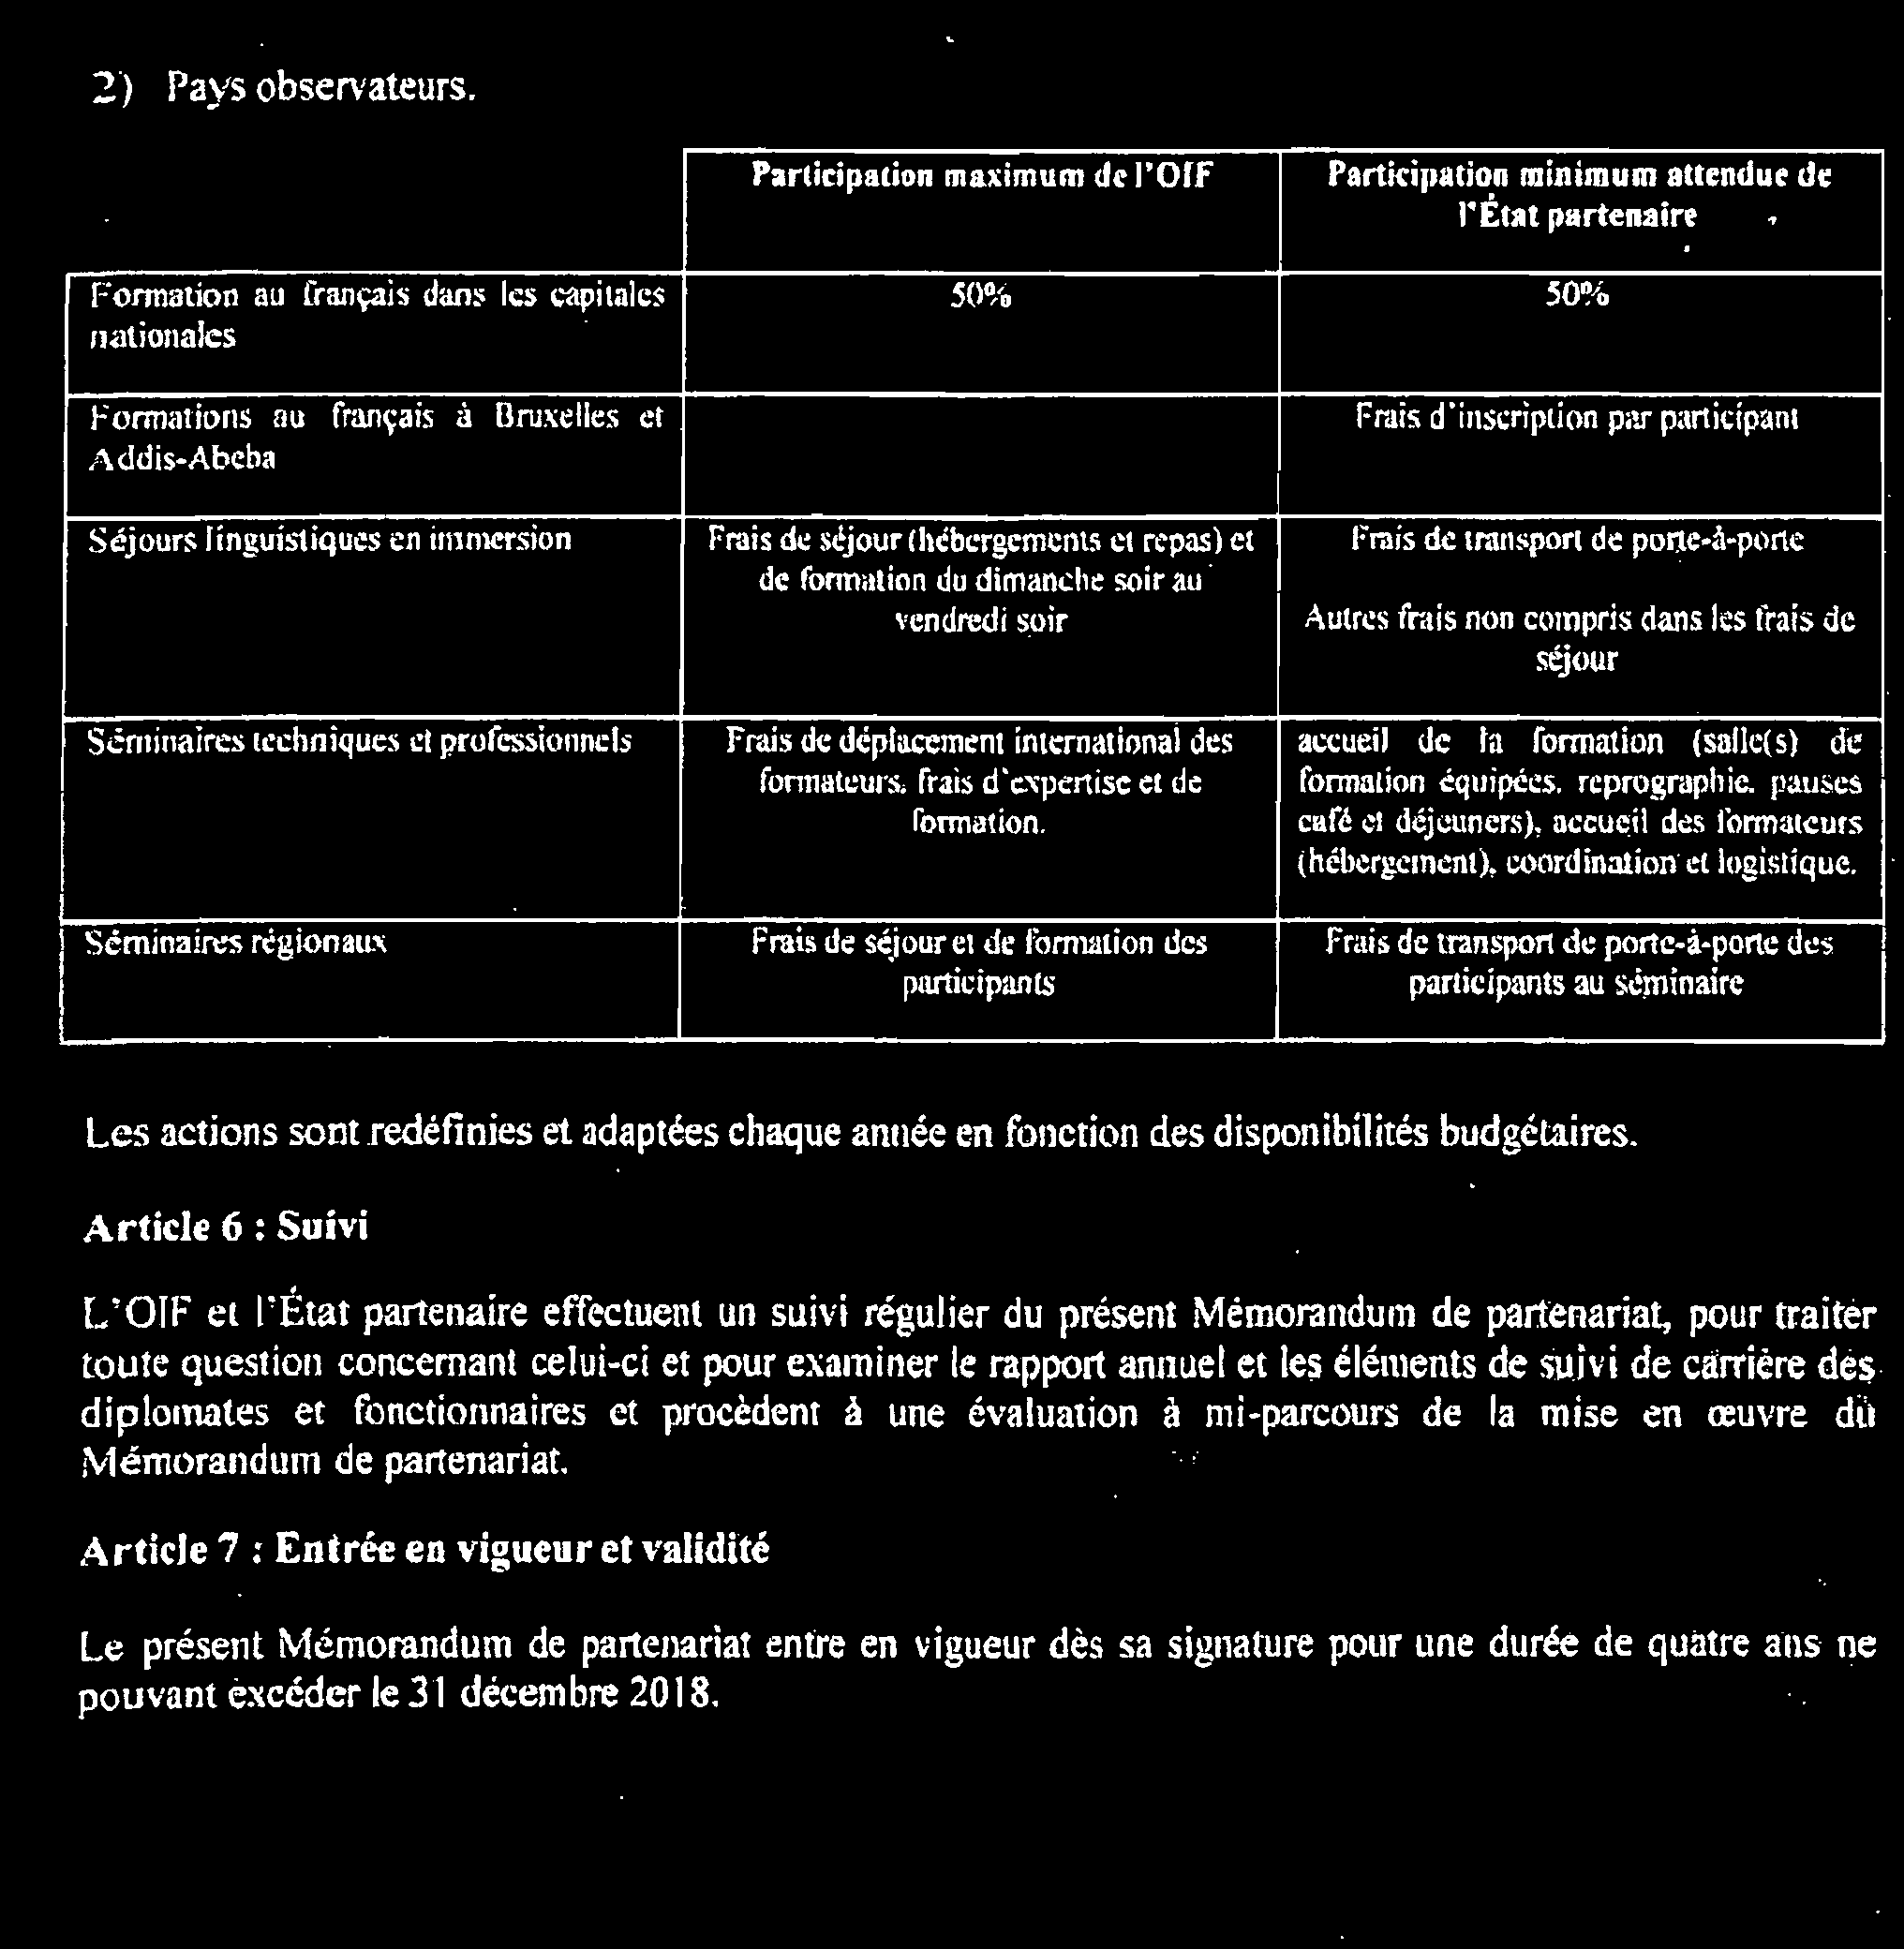 2) Pays observateurs.
Participation maximum de l'OIF
Participation minimum attendue de
l'État partenaire
Formation au français dans les capitales
nationales
50%
50%
Formations au français à Bruxelles et
Addis-Abeba
Frais d'inscription par participant
Séjours linguistiques en immersion
Frais de séjour (hébergements et repas) et
de formation du dimanche soir au
vendredi soir
Frais de transport de porte-à-porte
Autres frais non compris dans les frais de
séjour
Séminaires techniques et professionnels
Frais de déplacement international des
formateurs, frais d'expertise et de
formation.
accueil de la formation (salle(s) de
formation équipées, reprographie, pauses
café et déjeuners), accueil des formateurs
(hébergement), coordination et logistique.
Séminaires régionaux
Frais de séjour et de formation des
participants
Frais de transport de porte-à-porte des
participants au séminaire
Les actions sont redéfinies et adaptées chaque année en fonction des disponibilités budgétaires.
Article 6 : Suivi
L'OIF et l'État partenaire effectuent un suivi régulier du présent Mémorandum de partenariat, pour traiter
toute question concernant celui-ci et pour examiner le rapport annuel et les éléments de suivi de carrière des
diplomates et fonctionnaires et procèdent à une évaluation à mi-parcours de la mise en œuvre du
Mémorandum de partenariat.
Article 7 : Entrée en vigueur et validité
Le présent Mémorandum de partenariat entre en vigueur dès sa signature pour une durée de quatre ans ne
pouvant excéder le 31 décembre 2018.